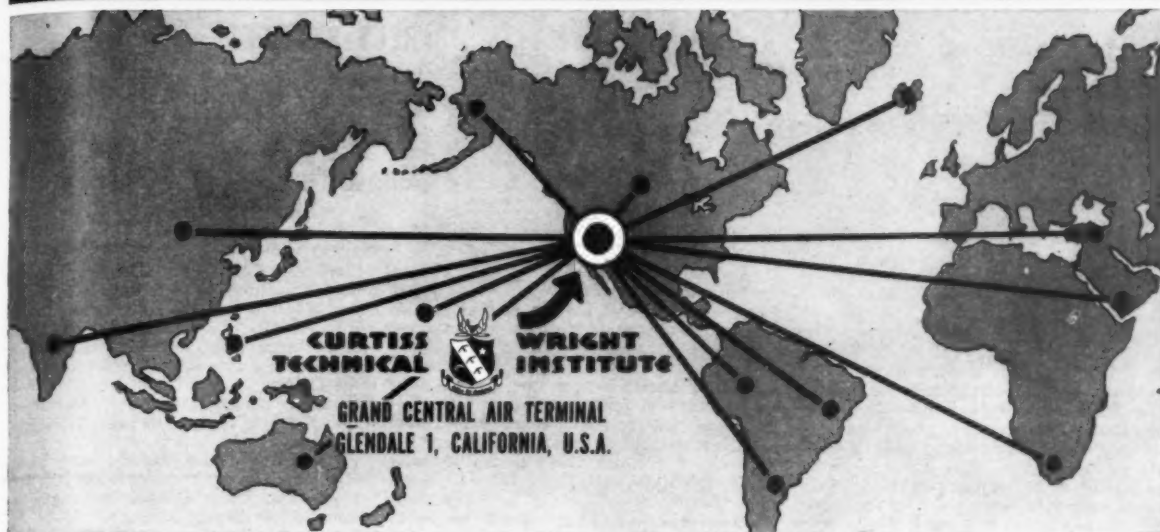 CURTISS WRIGHT
TECHNICAL INSTITUTE
GRAND CENTRAL AIR TERMINAL
GLENDALE 1, CALIFORNIA, U.S.A.